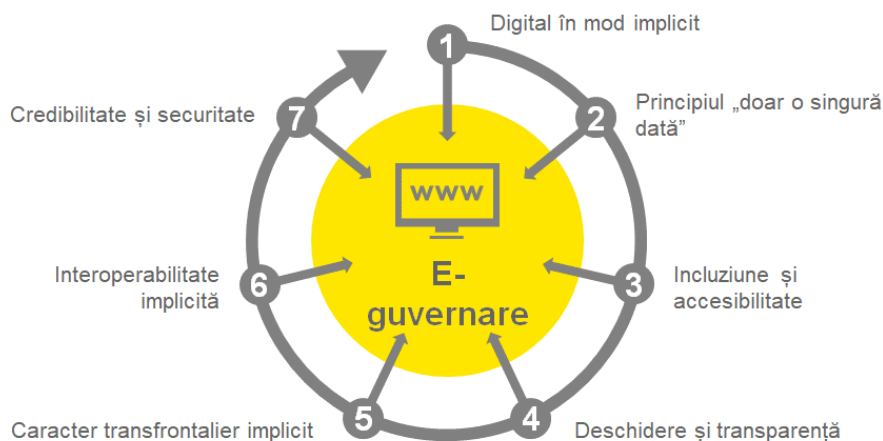 1
Digital în mod implicit
2
Principiul „doar o singură
dată”
3
Incluziune și
accesibilitate
4
Deschidere și transparență
5
Caracter transfrontalier implicit
6
Interoperabilitate
implicită
7
Credibilitate și securitate
www
E-
guvernare